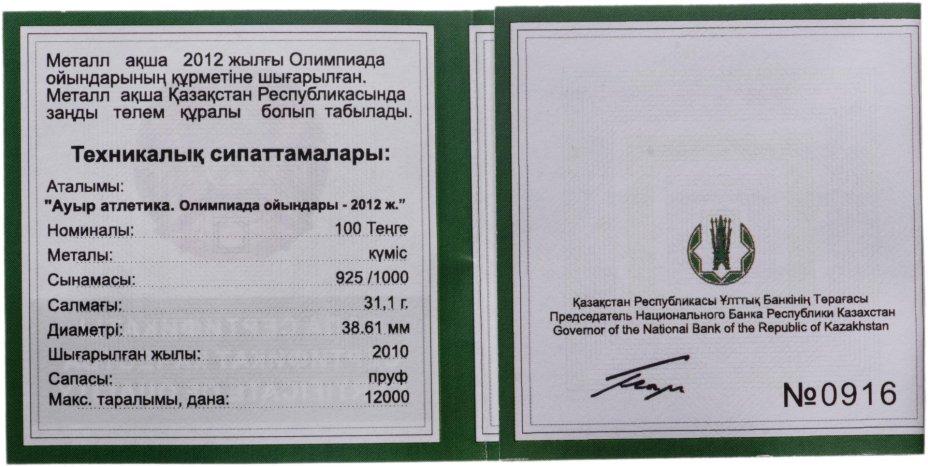 Металл ақша 2012 жылғы Олимпиада
ойындарының құрметіне шығарылған.
Металл ақша Қазақстан Республикасында
заңды төлем құралы болып табылады.
Техникалық сипаттамалары:
Аталымы:
"Ауыр атлетика. Олимпиада ойындары - 2012 ж.”
Номиналы: 100 Теңге
Металы: күміс
Сынамасы: 925 /1000
Салмағы: 31,1 г.
Диаметрі: 38.61 мм
Шығарылған жылы: 2010
Сапасы: пруф
Макс. таралымы, дана: 12000
Қазақстан Республикасы Ұлттық Банкінің Төрағасы
Председатель Национального Банка Республики Казахстан
Governor of the National Bank of the Republic of Kazakhstan
№0916